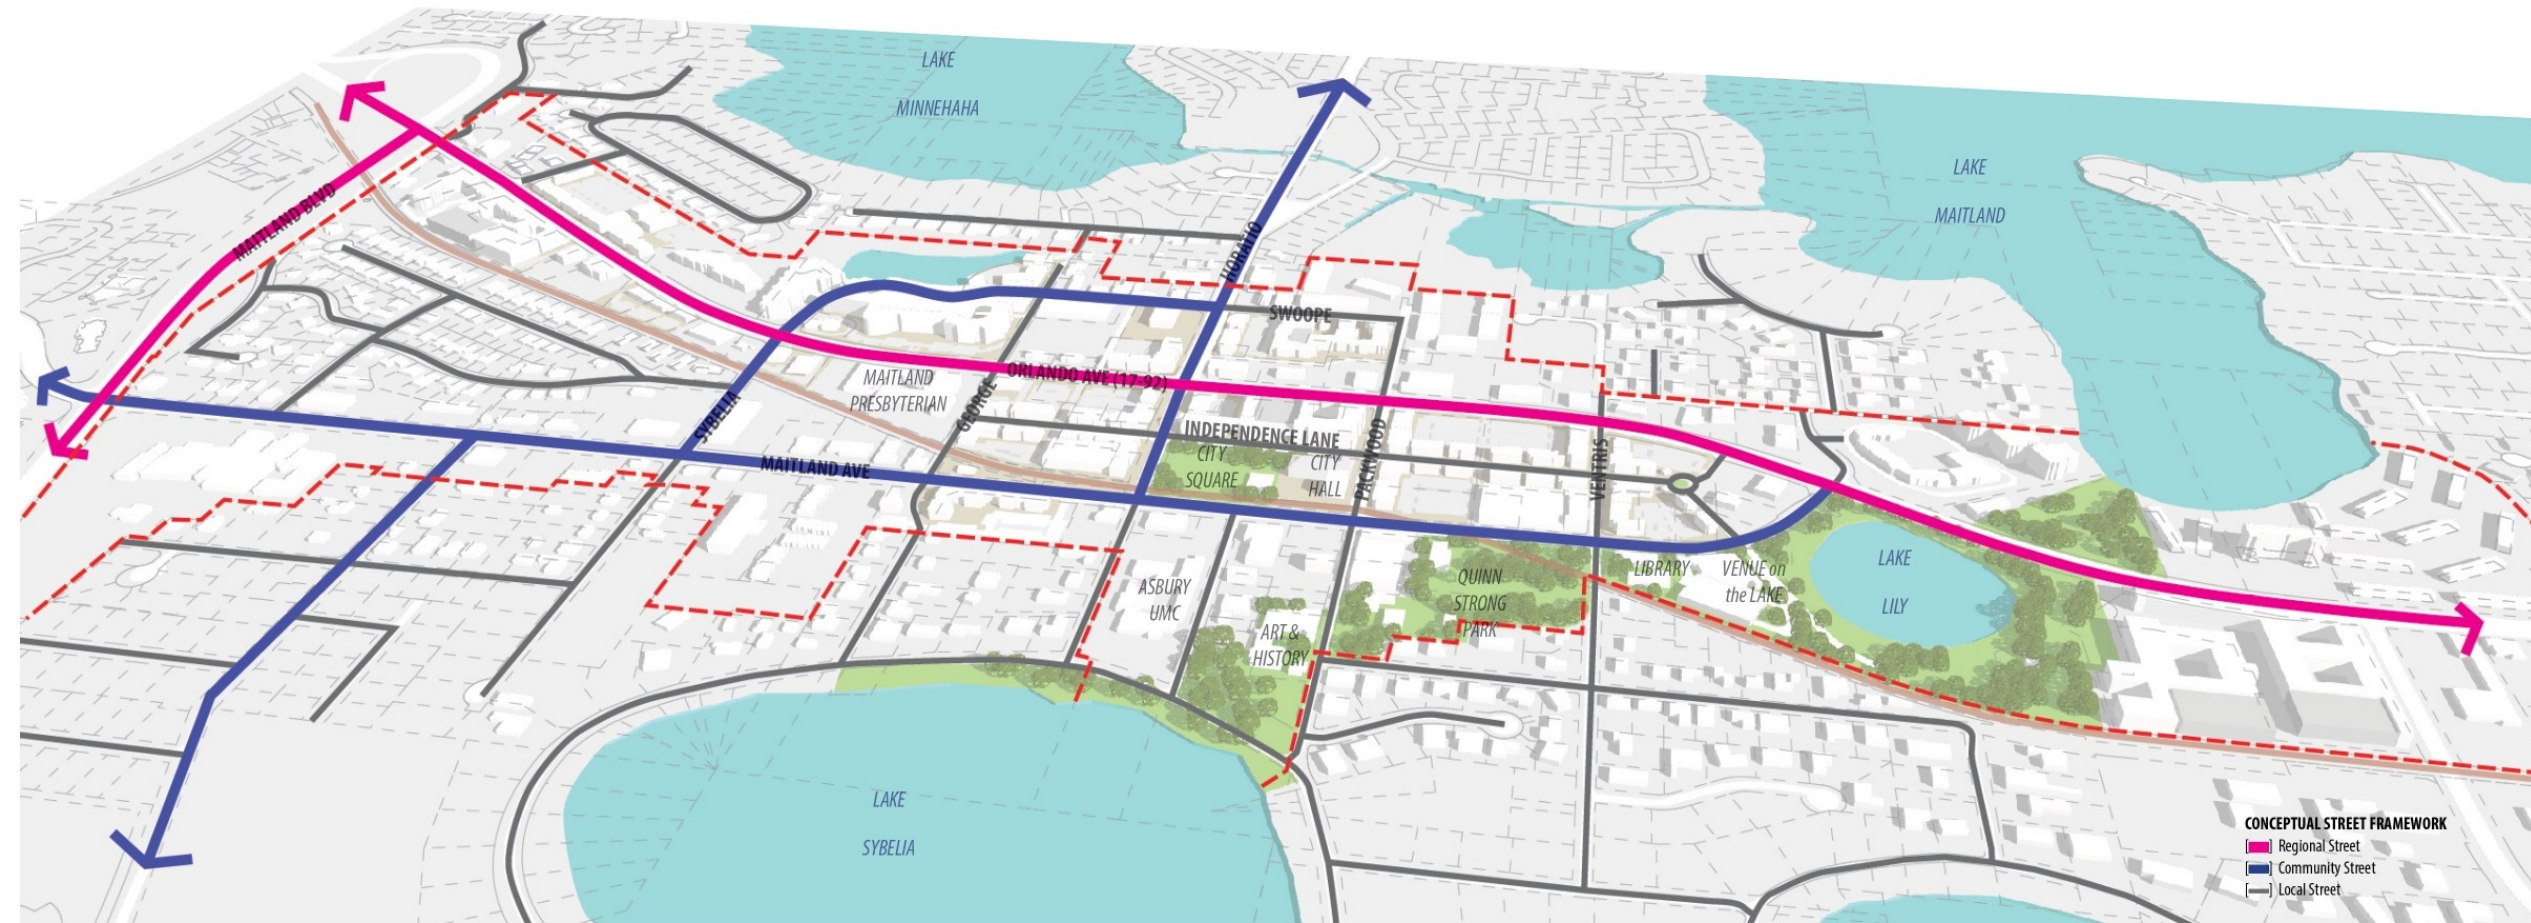 LAKE
MINNEHAHA
LAKE
MAITLAND
MAITLAND BLVD
HORATIO
SWOOPE
ORLANDO AVE (17-92)
MAITLAND
PRESBYTERIAN
GEORGE
SYBELIA
INDEPENDENCE LANE
CITY
SQUARE
CITY
HALL
PACKWOOD
VENTRIS
MAITLAND AVE
ASBURY
UMC
ART &
HISTORY
QUINN
STRONG
PARK
LIBRARY
VENUE on
the LAKE
LAKE
LILY
LAKE
SYBELIA
CONCEPTUAL STREET FRAMEWORK
Regional Street
Community Street
Local Street